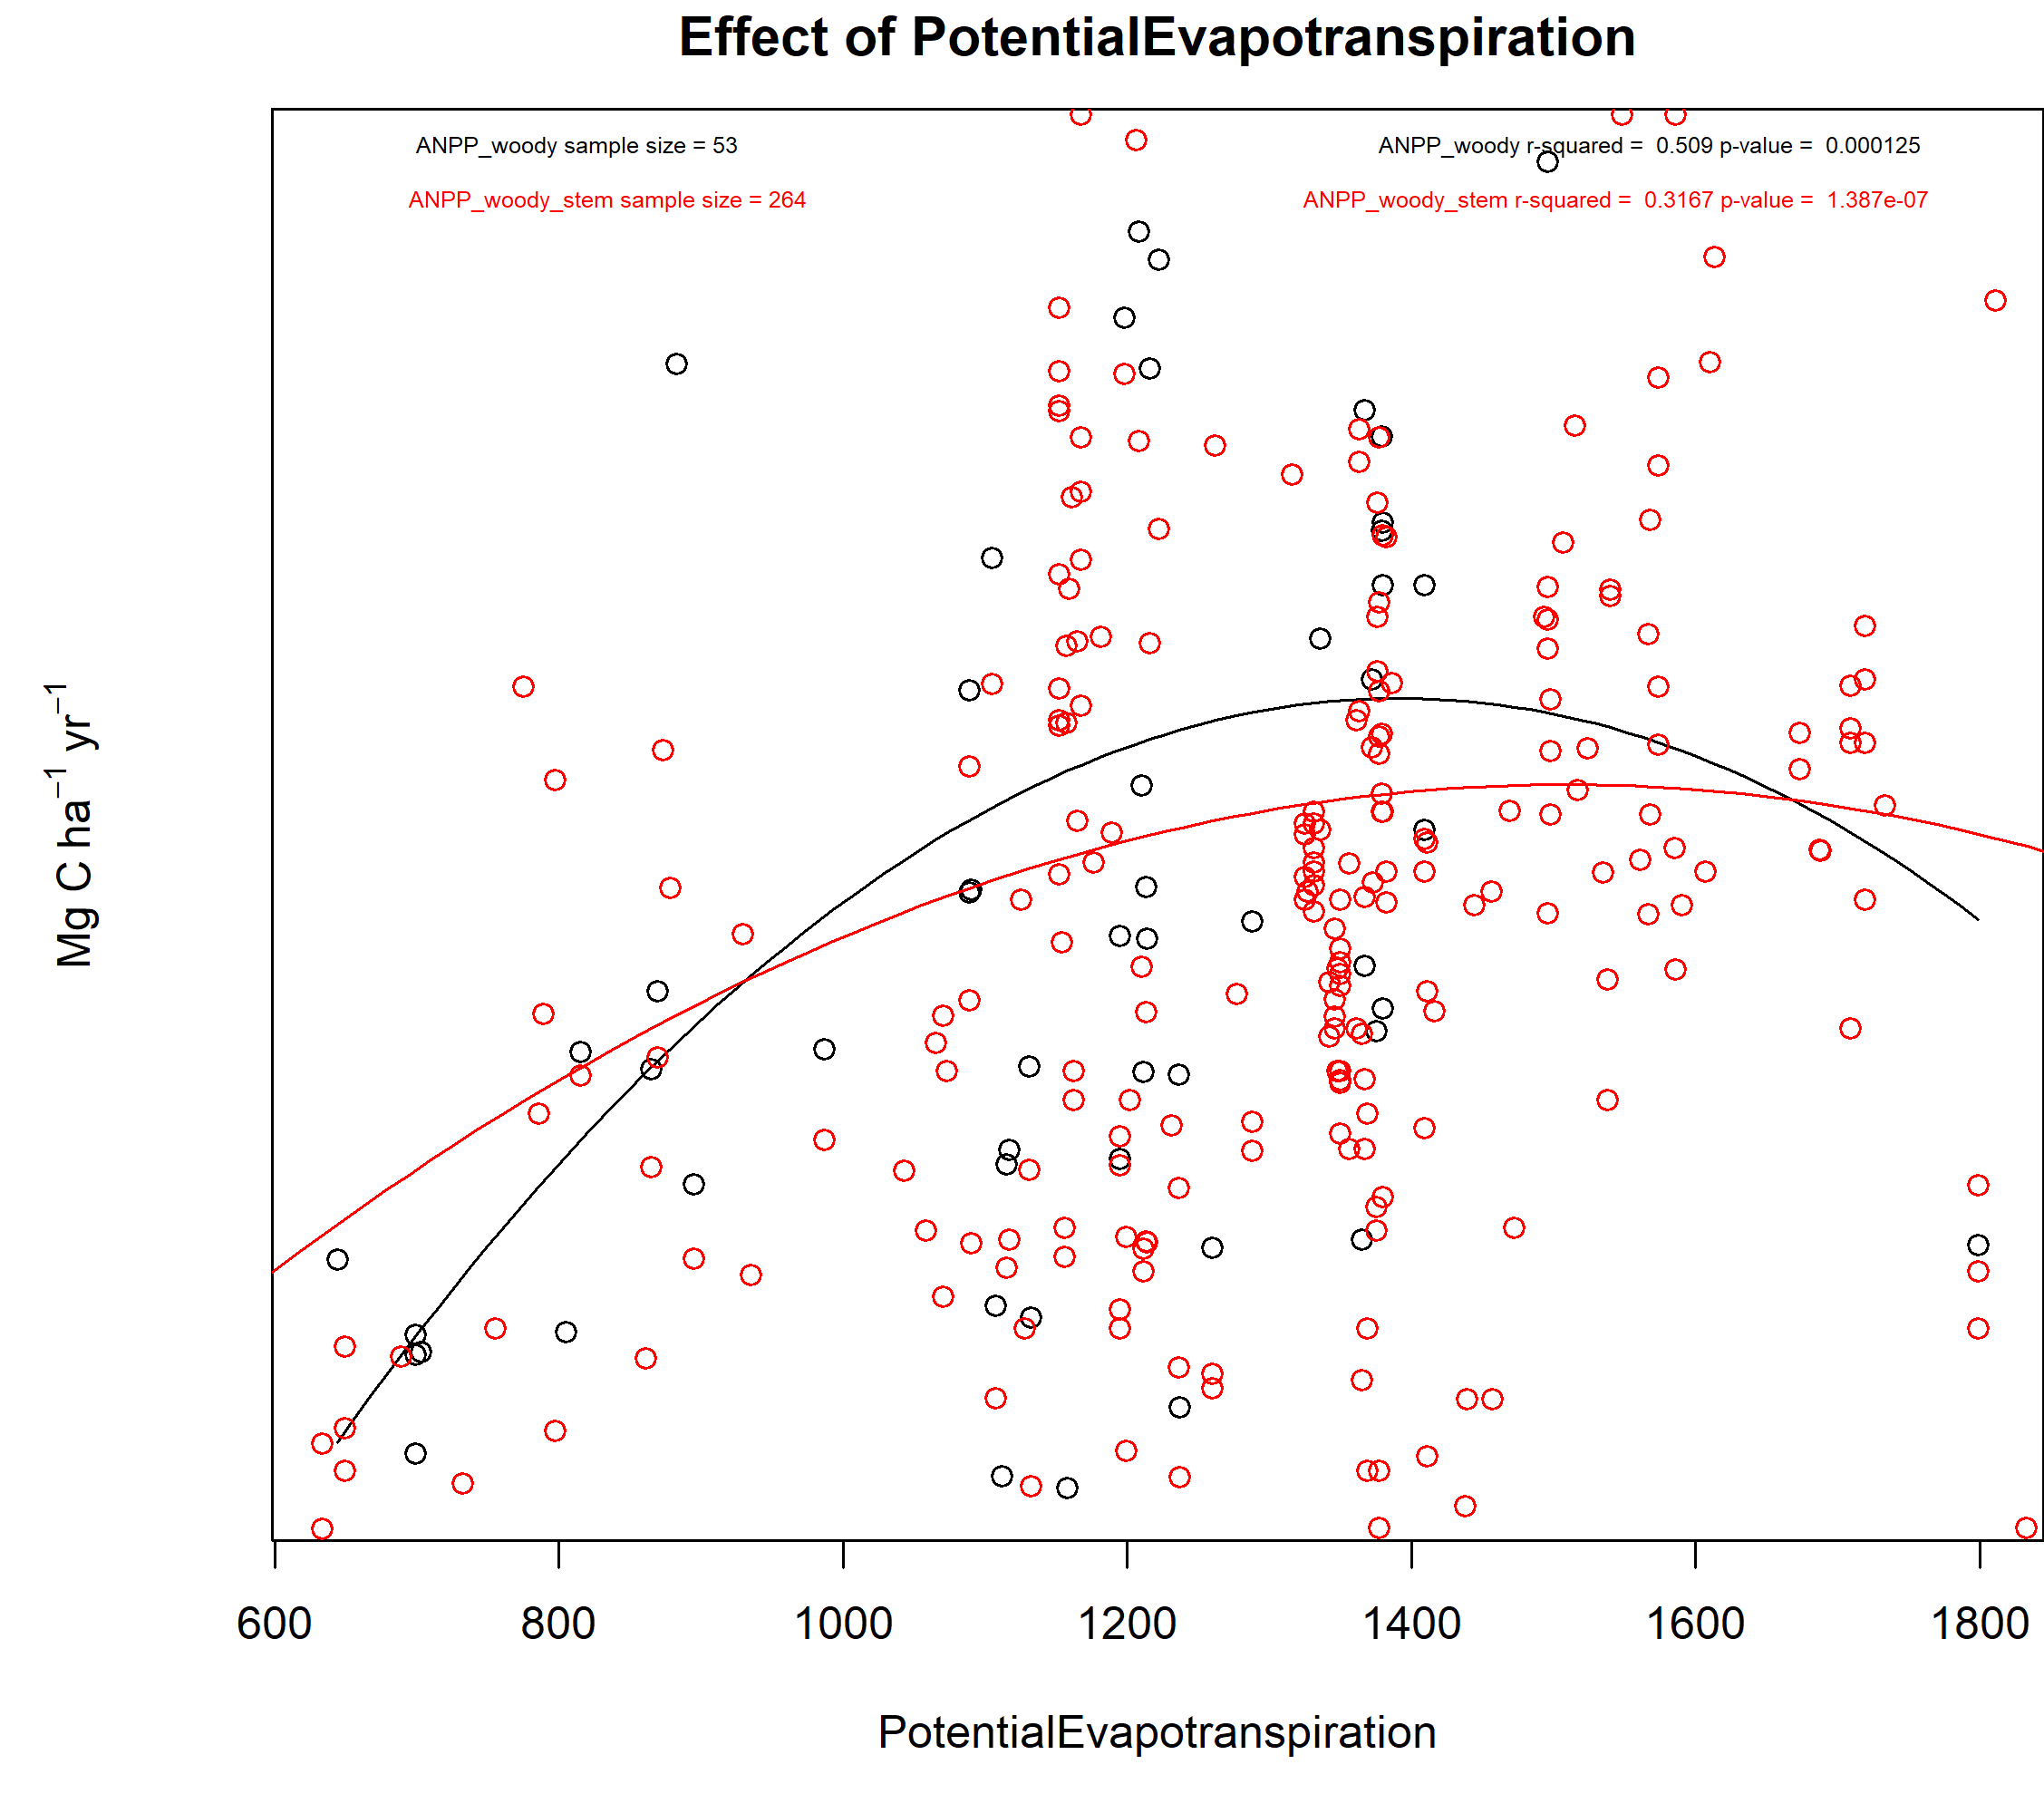 Effect of PotentialEvapotranspiration
ANPP_woody sample size = 53
ANPP_woody r-squared = 0.509 p-value = 0.000125
ANPP_woody_stem sample size = 264
ANPP_woody_stem r-squared = 0.3167 p-value = 1.387e-07
Mg C ha⁻¹ yr⁻¹
600 800 1000 1200 1400 1600 1800
PotentialEvapotranspiration